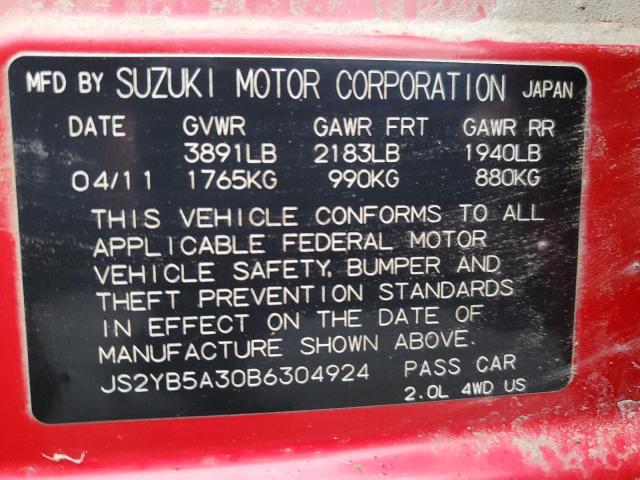 MFD BY SUZUKI MOTOR CORPORATION JAPAN
DATE GVWR GAWR FRT GAWR RR
3891LB 2183LB 1940LB
04/11 1765KG 990KG 880KG
THIS VEHICLE CONFORMS TO ALL
APPLICABLE FEDERAL MOTOR
VEHICLE SAFETY, BUMPER AND
THEFT PREVENTION STANDARDS
IN EFFECT ON THE DATE OF
MANUFACTURE SHOWN ABOVE.
JS2YB5A30B6304924 PASS CAR
2.0L 4WD US